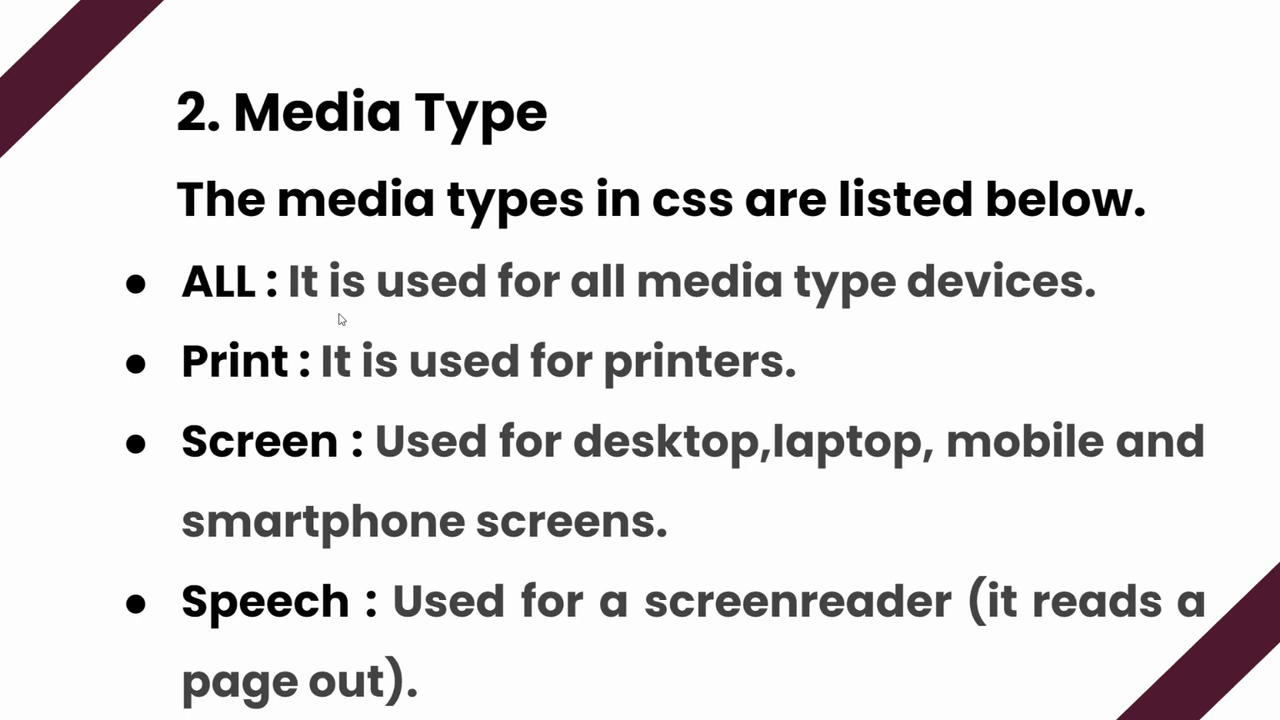 2. Media Type
The media types in css are listed below.
● ALL : It is used for all media type devices.
● Print : It is used for printers.
● Screen : Used for desktop,laptop, mobile and
smartphone screens.
● Speech : Used for a screenreader (it reads a
page out).